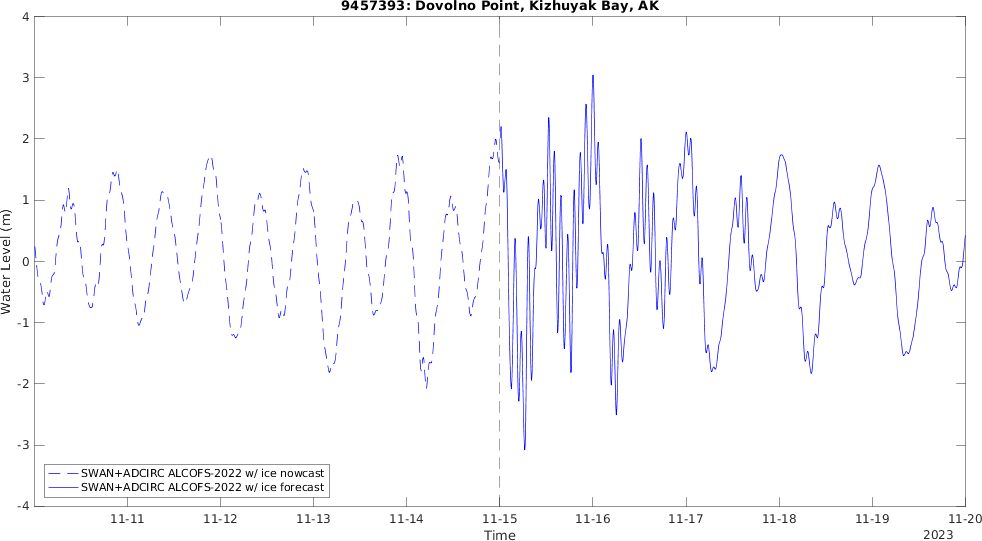 9457393: Dovolno Point, Kizhuyak Bay, AK
Water Level (m)
4
3
2
1
0
-1
-2
-3
-4
SWAN+ADCIRC ALCOFS-2022 w/ ice nowcast
SWAN+ADCIRC ALCOFS-2022 w/ ice forecast
11-11 11-12 11-13 11-14 11-15 11-16 11-17 11-18 11-19 11-20
Time
2023